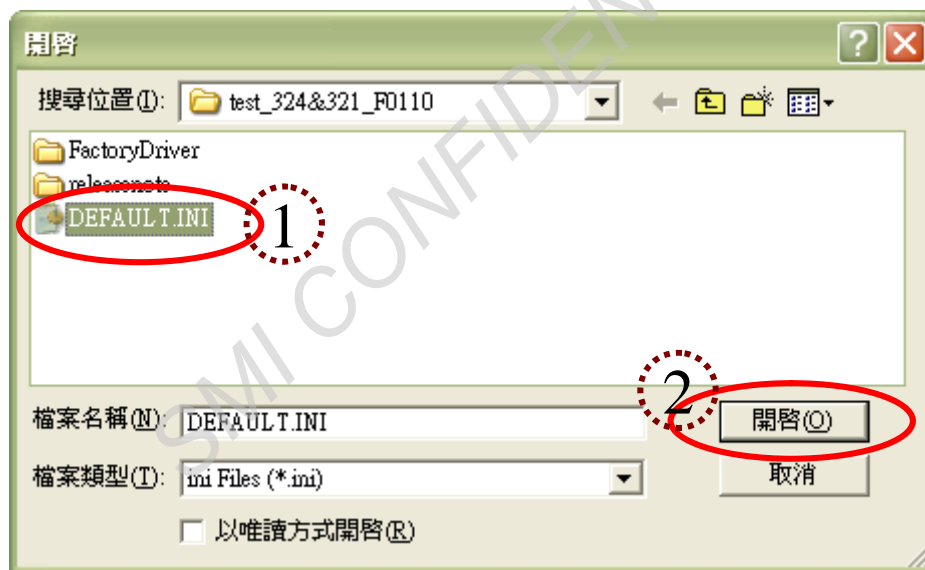 開啓
搜尋位置(I): test_324&321_F0110
FactoryDriver
releasenote
DEFAULT.INI
1
2
檔案名稱(N): DEFAULT.INI
開啓(O)
檔案類型(T): ini Files (*.ini)
取消
以唯讀方式開啓(R)
SMI CONFIDEN